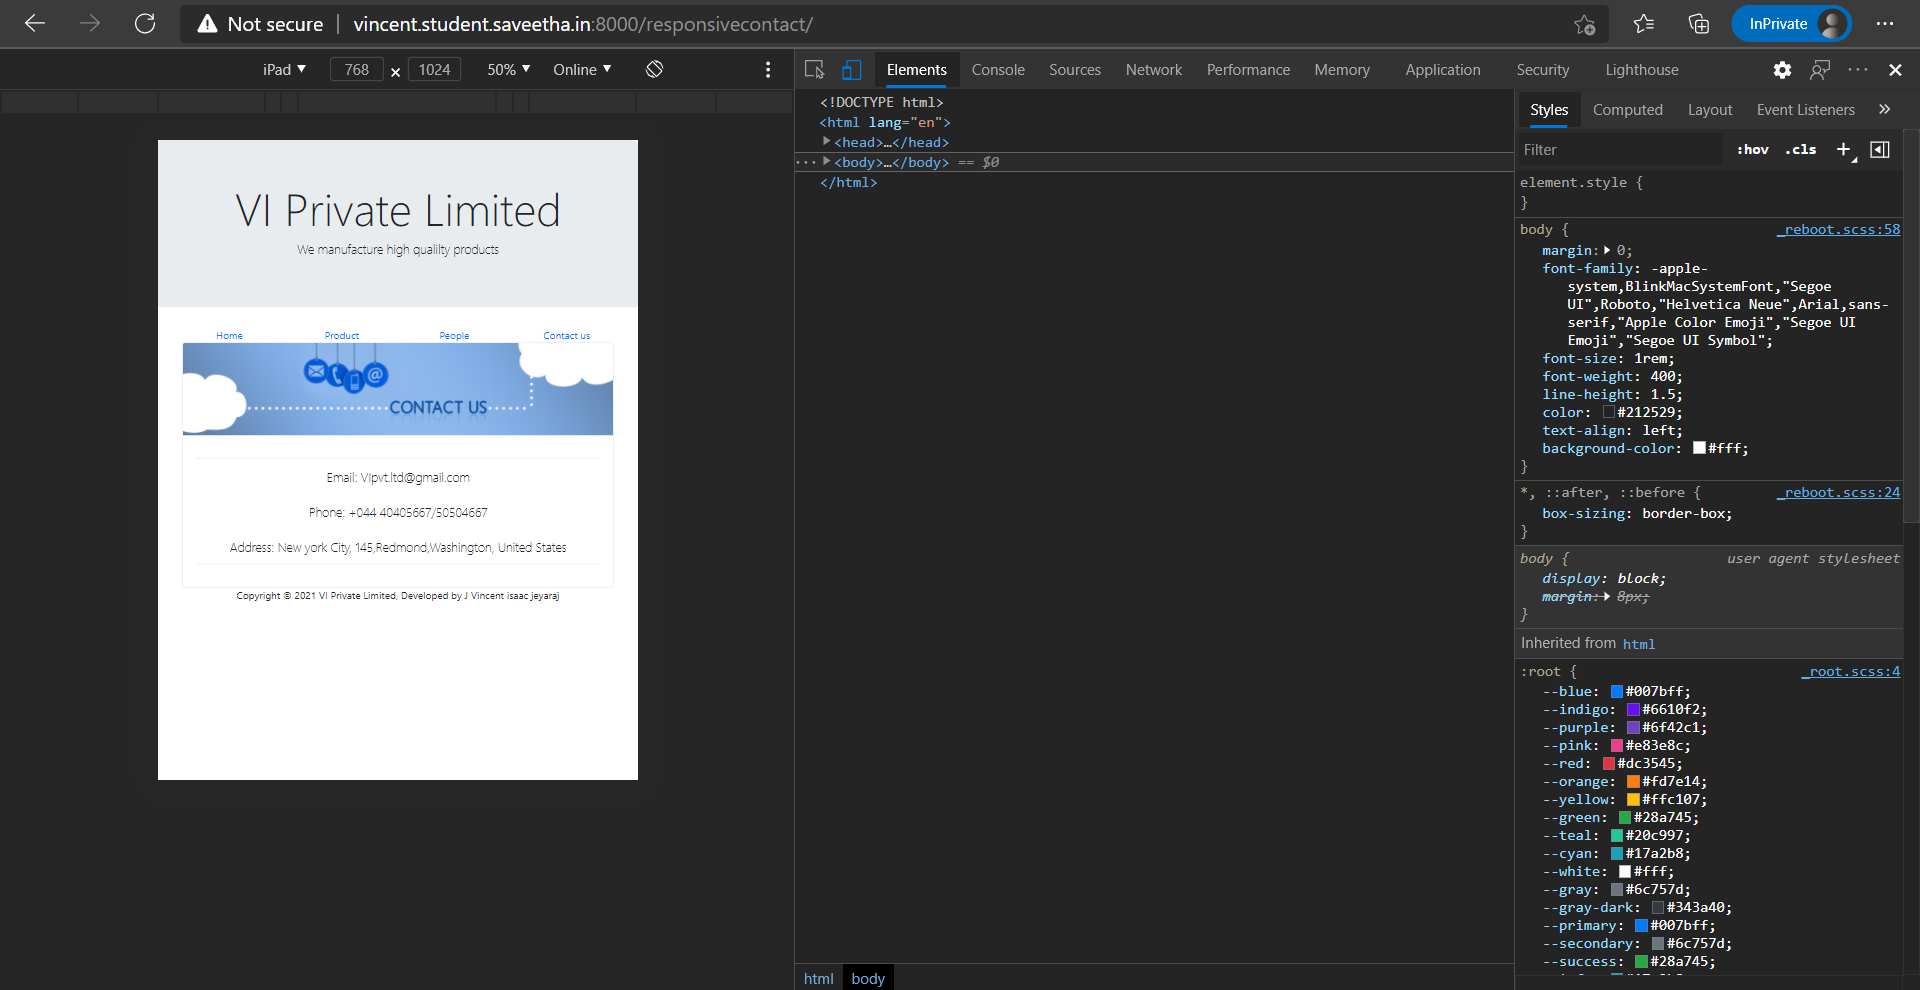 Not secure | vincent.student.saveetha.in:8000/responsivecontact/
InPrivate
iPad 768 x 1024 50% Online
VI Private Limited
We manufacture high qualilty products
Home Product People Contact us
CONTACT US
Email: VIpvt.ltd@gmail.com
Phone: +044 40405667/50504667
Address: New york City, 145,Redmond,Washington, United States
Copyright © 2021 VI Private Limited, Developed by J Vincent isaac jeyaraj
Elements Console Sources Network Performance Memory Application Security Lighthouse
<!DOCTYPE html>
<html lang="en">
<head>…</head>
<body>…</body> == $0
</html>
html body
Styles Computed Layout Event Listeners
Filter :hov .cls
element.style {
}
body { _reboot.scss:58
margin: 0;
font-family: -apple-
system,BlinkMacSystemFont,"Segoe
UI",Roboto,"Helvetica Neue",Arial,sans-
serif,"Apple Color Emoji","Segoe UI
Emoji","Segoe UI Symbol";
font-size: 1rem;
font-weight: 400;
line-height: 1.5;
color: #212529;
text-align: left;
background-color: #fff;
}
*, ::after, ::before { _reboot.scss:24
box-sizing: border-box;
}
body { user agent stylesheet
display: block;
margin: 8px;
}
Inherited from html
:root { _root.scss:4
--blue: #007bff;
--indigo: #6610f2;
--purple: #6f42c1;
--pink: #e83e8c;
--red: #dc3545;
--orange: #fd7e14;
--yellow: #ffc107;
--green: #28a745;
--teal: #20c997;
--cyan: #17a2b8;
--white: #fff;
--gray: #6c757d;
--gray-dark: #343a40;
--primary: #007bff;
--secondary: #6c757d;
--success: #28a745;